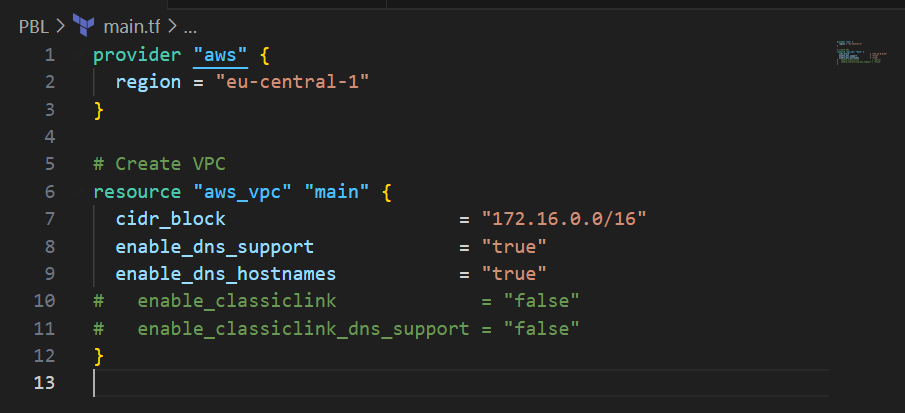 PBL > main.tf > ...
1 provider "aws" {
2   region = "eu-central-1"
3 }
4
5 # Create VPC
6 resource "aws_vpc" "main" {
7   cidr_block                     = "172.16.0.0/16"
8   enable_dns_support             = "true"
9   enable_dns_hostnames           = "true"
10 #   enable_classiclink             = "false"
11 #   enable_classiclink_dns_support = "false"
12 }
13